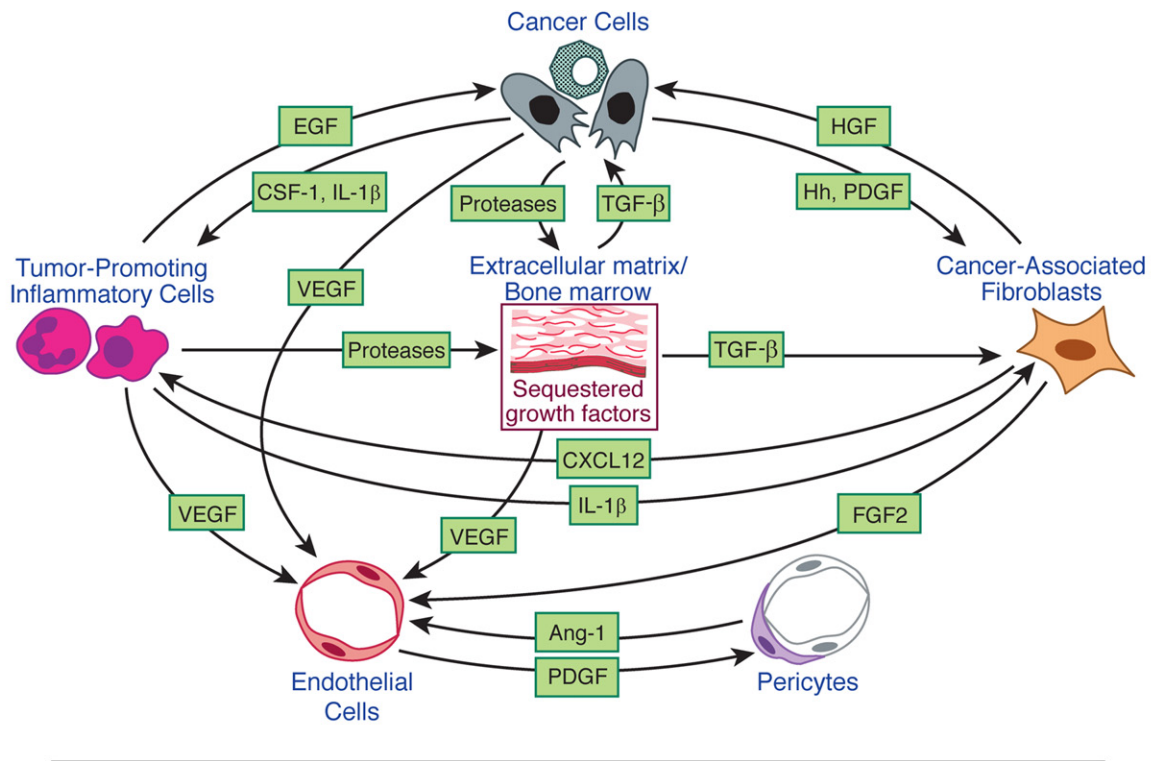 Cancer Cells
EGF
HGF
CSF-1, IL-1β
Hh, PDGF
Proteases
TGF-β
Tumor-Promoting
Inflammatory Cells
Extracellular matrix/
Bone marrow
Cancer-Associated
Fibroblasts
VEGF
Proteases
TGF-β
Sequestered
growth factors
CXCL12
IL-1β
VEGF
FGF2
VEGF
Ang-1
PDGF
Endothelial
Cells
Pericytes